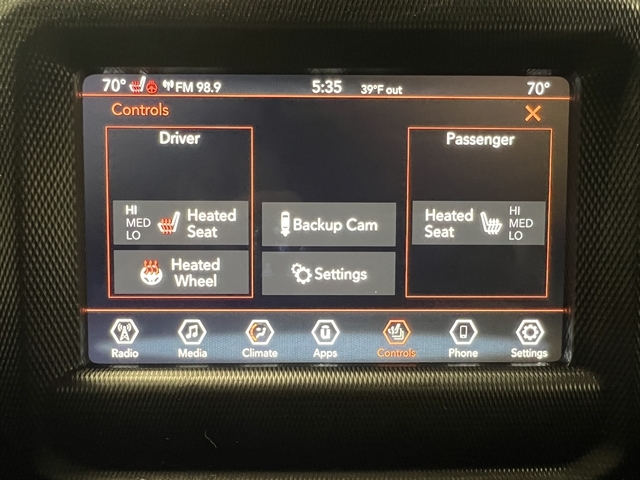 70° FM 98.9 5:35 39°F out 70°
Controls
Driver
Passenger
HI
MED
LO
Heated
Seat
Heated
Wheel
Backup Cam
Settings
Heated
Seat
HI
MED
LO
Radio Media Climate Apps Controls Phone Settings